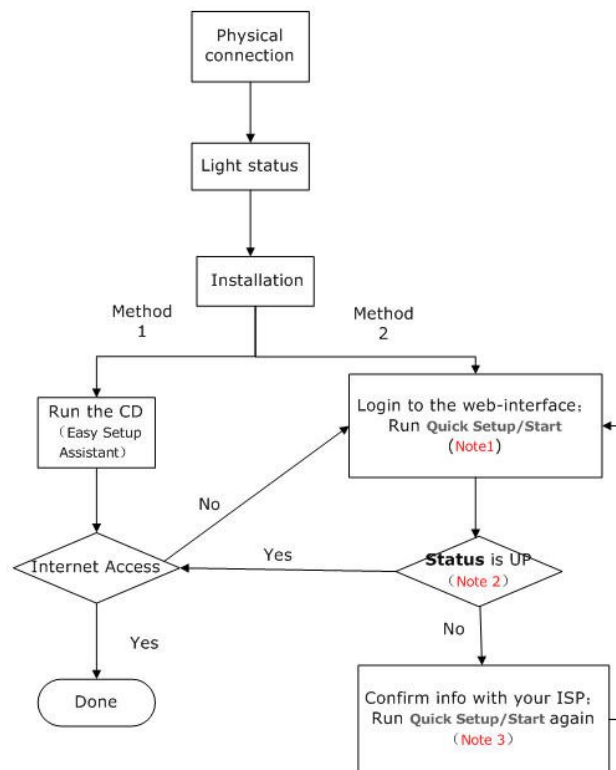 Physical
connection
Light status
Installation
Method
1
Method
2
Run the CD
（Easy Setup
Assistant）
Login to the web-interface;
Run Quick Setup/Start
(Note1)
No
Internet Access
Yes
Status is UP
（Note 2）
Yes
No
Done
Confirm info with your ISP;
Run Quick Setup/Start again
（Note 3）